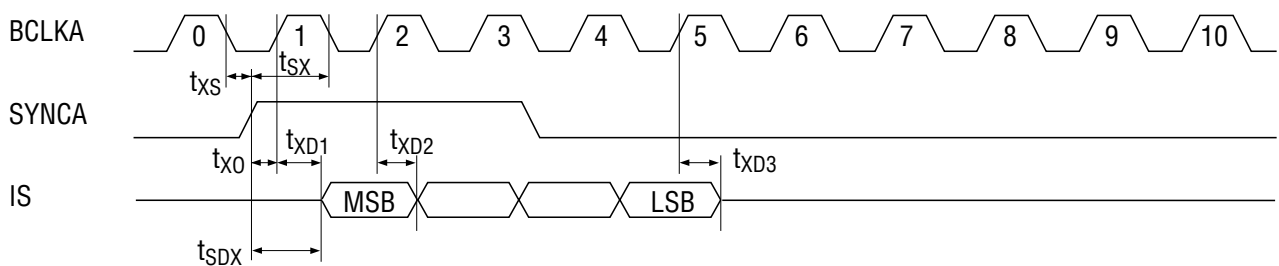 BCLKA 0 1 2 3 4 5 6 7 8 9 10
tXS tSX
SYNCA
tXO tXD1 tXD2 tXD3
IS MSB LSB
tSDX